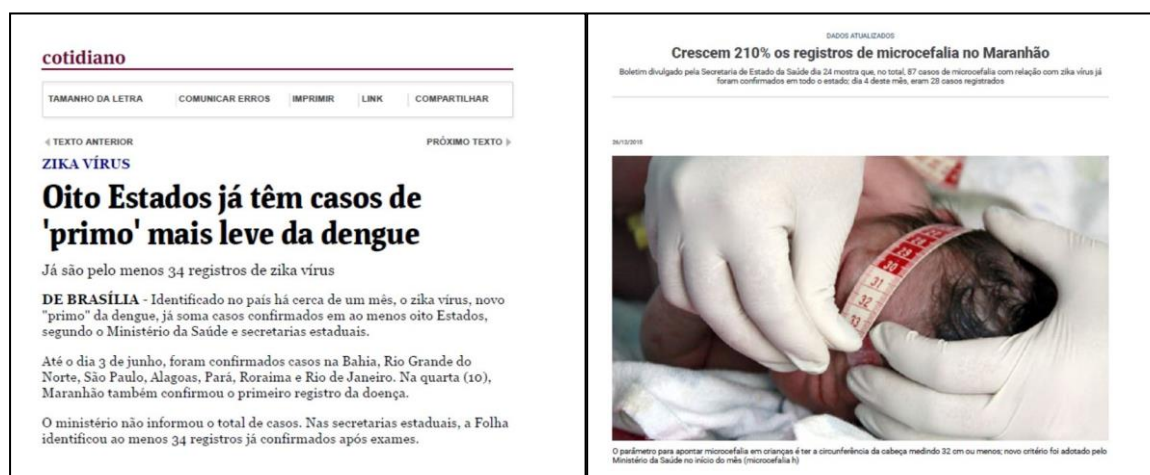 cotidiano
TAMANHO DA LETRA COMUNICAR ERROS IMPRIMIR LINK COMPARTILHAR
TEXTO ANTERIOR PRÓXIMO TEXTO
ZIKA VÍRUS
Oito Estados já têm casos de
'primo' mais leve da dengue
Já são pelo menos 34 registros de zika vírus
DE BRASÍLIA - Identificado no país há cerca de um mês, o zika vírus, novo
"primo" da dengue, já soma casos confirmados em ao menos oito Estados,
segundo o Ministério da Saúde e secretarias estaduais.
Até o dia 3 de junho, foram confirmados casos na Bahia, Rio Grande do
Norte, São Paulo, Alagoas, Pará, Roraima e Rio de Janeiro. Na quarta (10),
Maranhão também confirmou o primeiro registro da doença.
O ministério não informou o total de casos. Nas secretarias estaduais, a Folha
identificou ao menos 34 registros já confirmados após exames.
DADOS ATUALIZADOS
Crescem 210% os registros de microcefalia no Maranhão
Boletim divulgado pela Secretaria de Estado da Saúde dia 24 mostra que, no total, 87 casos de microcefalia com relação com zika vírus já
foram confirmados em todo o estado; dia 4 deste mês, eram 28 casos registrados
26/12/2015
29
30
31
32
33
O parâmetro para apontar microcefalia em crianças é ter a circunferência da cabeça medindo 32 cm ou menos; novo critério foi adotado pelo
Ministério da Saúde no início do mês (microcefalia h)